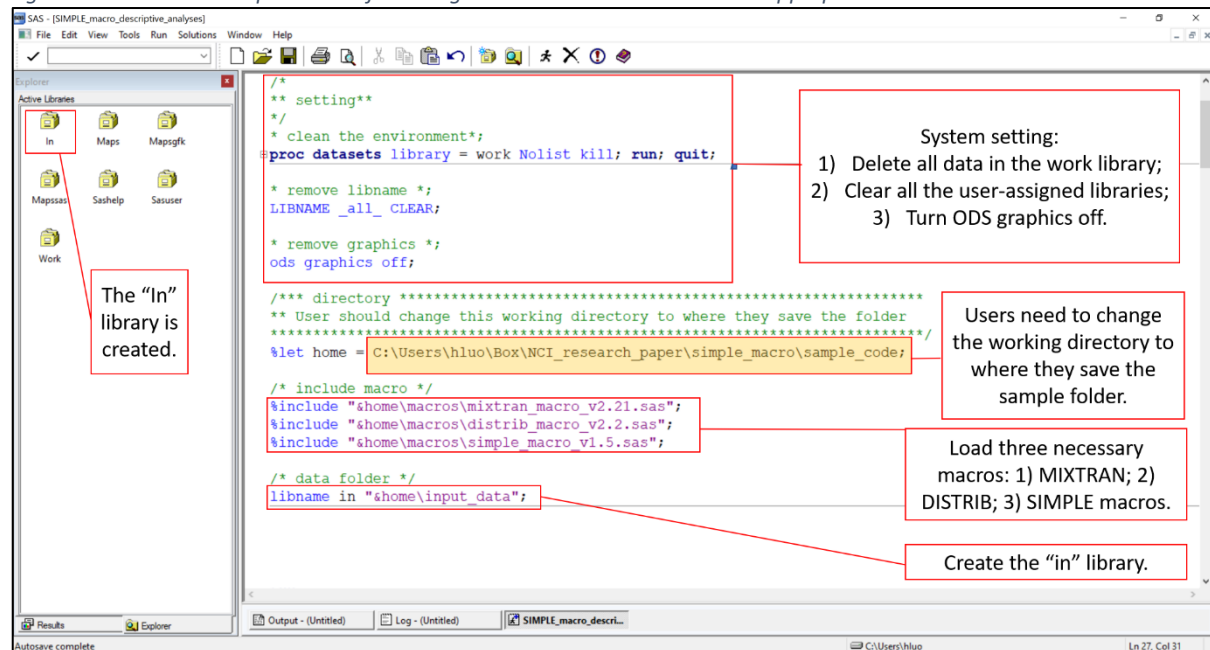 SAS - [SIMPLE_macro_descriptive_analyses]
File Edit View Tools Run Solutions Window Help
Explorer
Active Libraries
In Maps Mapsgfk
Mapssas Sashelp Sasuser
Work
The “In”
library is
created.
/*
** setting**
*/
* clean the environment*;
proc datasets library = work Nolist kill; run; quit;
* remove libname *;
LIBNAME _all_ CLEAR;
* remove graphics *;
ods graphics off;
/*** directory **************************************************************
** User should change this working directory to where they save the folder
*****************************************************************************/
%let home = C:\Users\hluo\Box\NCI_research_paper\simple_macro\sample_code;
/* include macro */
%include "&home\macros\mixtran_macro_v2.21.sas";
%include "&home\macros\distrib_macro_v2.2.sas";
%include "&home\macros\simple_macro_v1.5.sas";
/* data folder */
libname in "&home\input_data";
System setting:
1) Delete all data in the work library;
2) Clear all the user-assigned libraries;
3) Turn ODS graphics off.
Users need to change
the working directory to
where they save the
sample folder.
Load three necessary
macros: 1) MIXTRAN; 2)
DISTRIB; 3) SIMPLE macros.
Create the “in” library.
Results Explorer
Output - (Untitled) Log - (Untitled) SIMPLE_macro_descri...
Autosave complete C:\Users\hluo Ln 27, Col 31